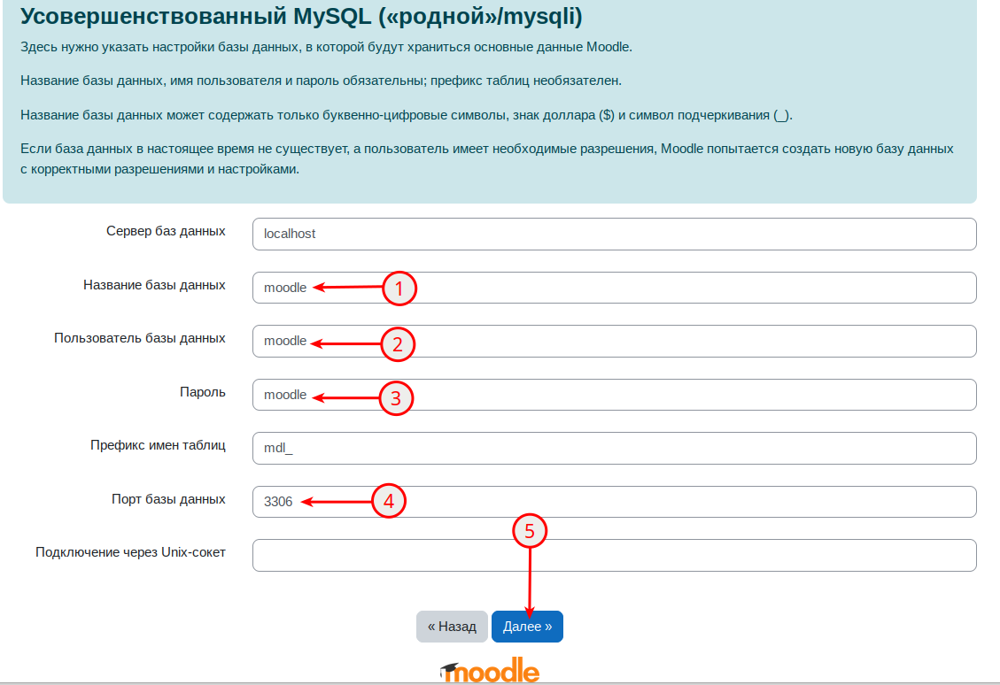 Усовершенствованный MySQL («родной»/mysqli)
Здесь нужно указать настройки базы данных, в которой будут храниться основные данные Moodle.
Название базы данных, имя пользователя и пароль обязательны; префикс таблиц необязателен.
Название базы данных может содержать только буквенно-цифровые символы, знак доллара ($) и символ подчеркивания (_).
Если база данных в настоящее время не существует, а пользователь имеет необходимые разрешения, Moodle попытается создать новую базу данных
с корректными разрешениями и настройками.
Сервер баз данных localhost
Название базы данных moodle 1
Пользователь базы данных moodle 2
Пароль moodle 3
Префикс имен таблиц mdl_
Порт базы данных 3306 4
5
Подключение через Unix-сокет
« Назад Далее »
moodle